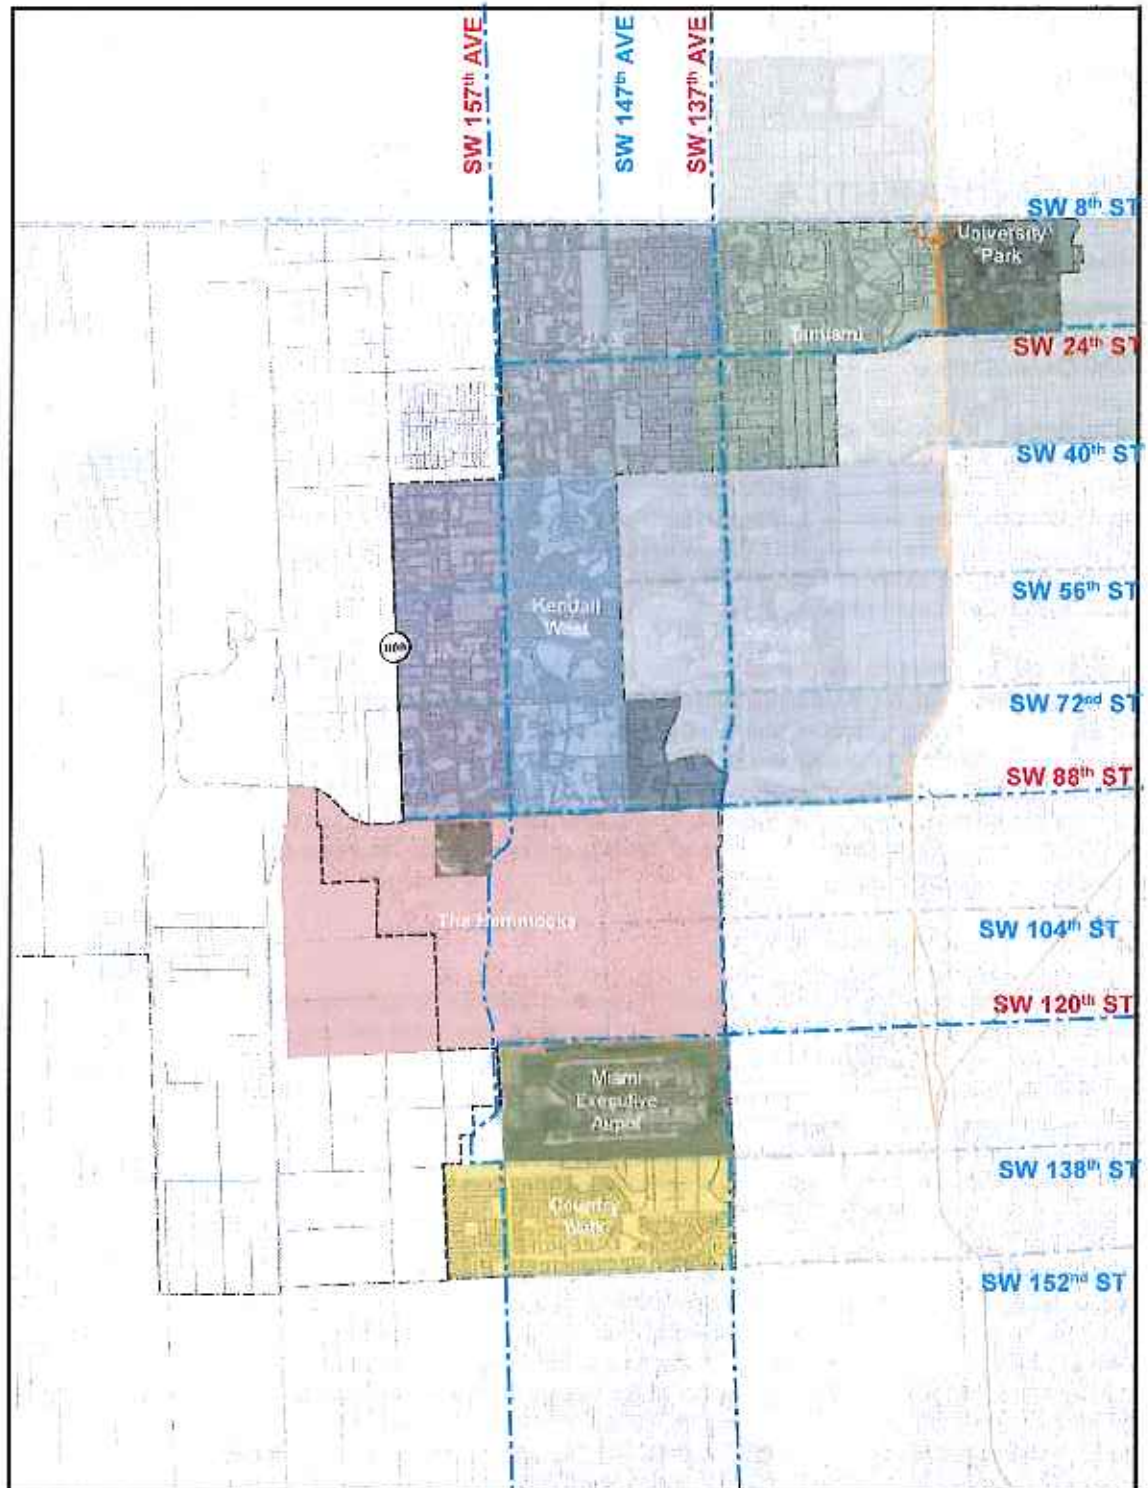 SW 157th AVE
SW 147th AVE
SW 137th AVE
SW 8th ST
University
Park
Tamiami
SW 24th ST
SW 40th ST
SW 56th ST
Kendall
West
SW 72nd ST
SW 88th ST
The Hammocks
SW 104th ST
SW 120th ST
Miami
Executive
Airport
SW 138th ST
Country
Walk
SW 152nd ST